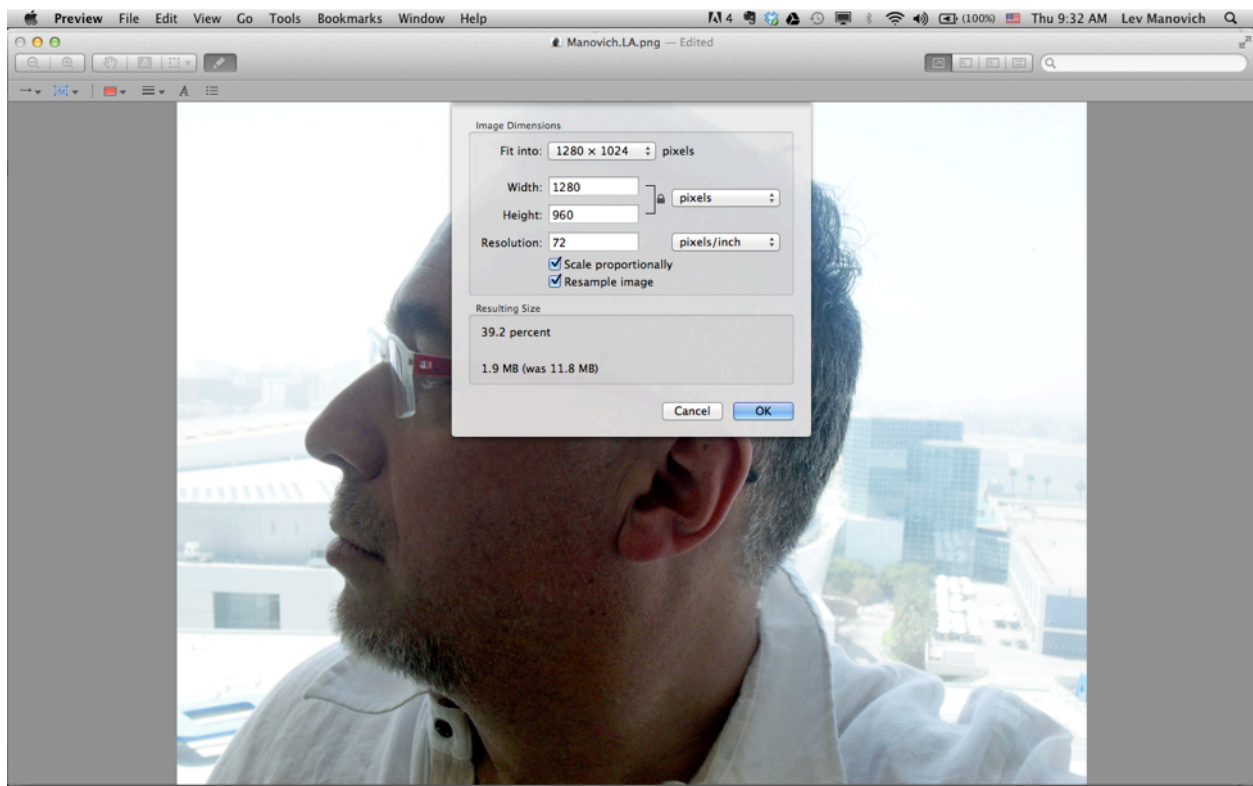 Preview File Edit View Go Tools Bookmarks Window Help 4 (100%) Thu 9:32 AM Lev Manovich
Manovich.LA.png — Edited
A
Image Dimensions
Fit into: 1280 × 1024 pixels
Width: 1280
pixels
Height: 960
Resolution: 72 pixels/inch
Scale proportionally
Resample image
Resulting Size
39.2 percent
1.9 MB (was 11.8 MB)
Cancel OK